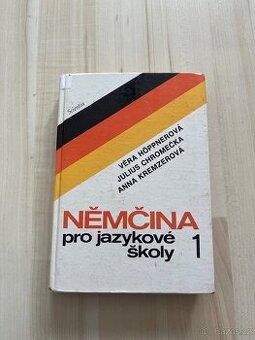 Scientia
VĚRA HÖPPNEROVÁ
JULIUS CHROMEČKA
ANNA KREMZEROVÁ
NĚMČINA
pro jazykové
školy 1